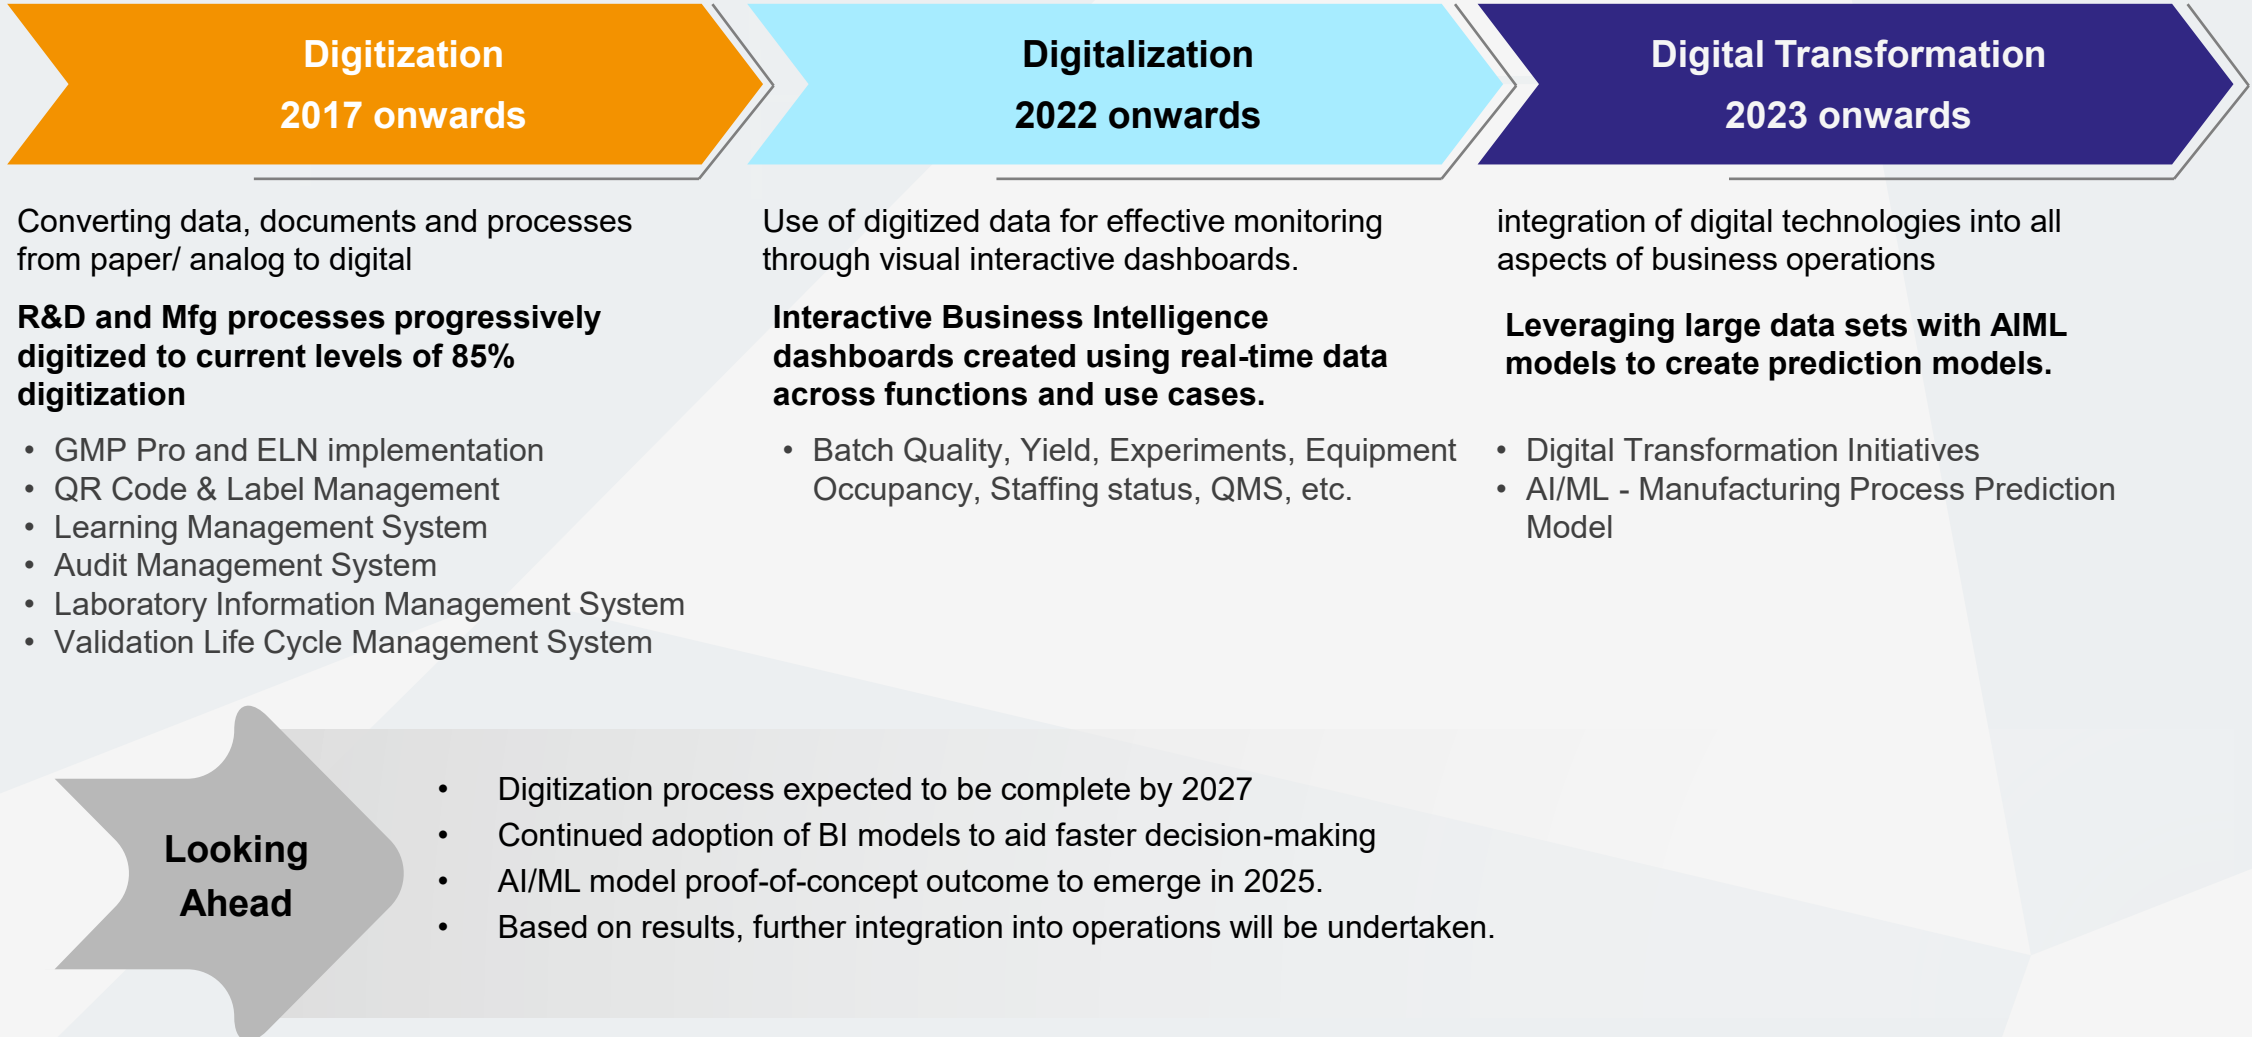 Digitization
2017 onwards
Converting data, documents and processes
from paper/ analog to digital
R&D and Mfg processes progressively
digitized to current levels of 85%
digitization
• GMP Pro and ELN implementation
• QR Code & Label Management
• Learning Management System
• Audit Management System
• Laboratory Information Management System
• Validation Life Cycle Management System
Digitalization
2022 onwards
Use of digitized data for effective monitoring
through visual interactive dashboards.
Interactive Business Intelligence
dashboards created using real-time data
across functions and use cases.
• Batch Quality, Yield, Experiments, Equipment
Occupancy, Staffing status, QMS, etc.
Digital Transformation
2023 onwards
integration of digital technologies into all
aspects of business operations
Leveraging large data sets with AIML
models to create prediction models.
• Digital Transformation Initiatives
• AI/ML - Manufacturing Process Prediction
Model
Looking
Ahead
• Digitization process expected to be complete by 2027
• Continued adoption of BI models to aid faster decision-making
• AI/ML model proof-of-concept outcome to emerge in 2025.
• Based on results, further integration into operations will be undertaken.